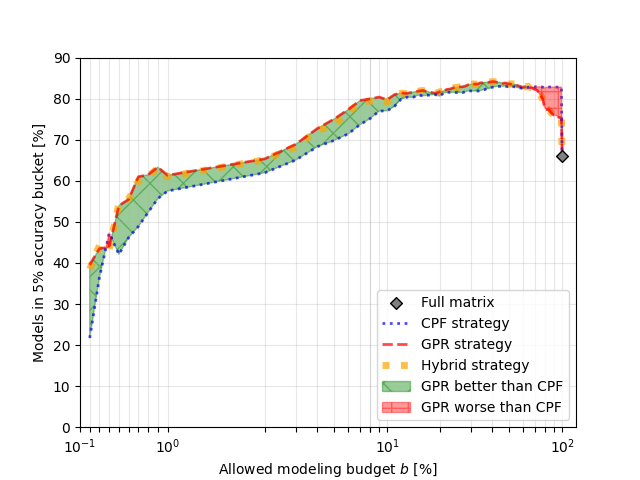 90
80
70
60
50
40
30
20
10
0
Models in 5% accuracy bucket [%]
Full matrix
CPF strategy
GPR strategy
Hybrid strategy
GPR better than CPF
GPR worse than CPF
10⁻¹ 10⁰ 10¹ 10²
Allowed modeling budget b [%]